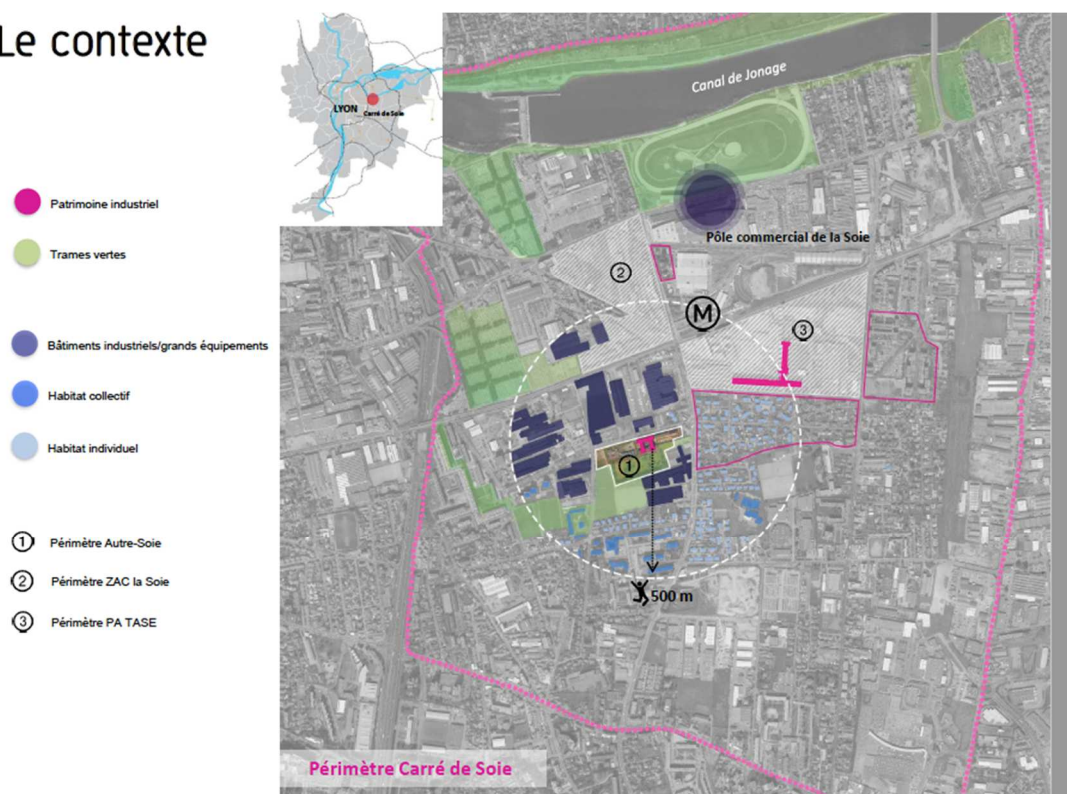 Le contexte
LYON
Carré de Soie
Canal de Jonage
Patrimoine industriel
Trames vertes
Pôle commercial de la Soie
2
M
3
Bâtiments industriels/grands équipements
Habitat collectif
Habitat individuel
1
1 Périmètre Autre-Soie
2 Périmètre ZAC la Soie
3 Périmètre PA TASE
500 m
Périmètre Carré de Soie